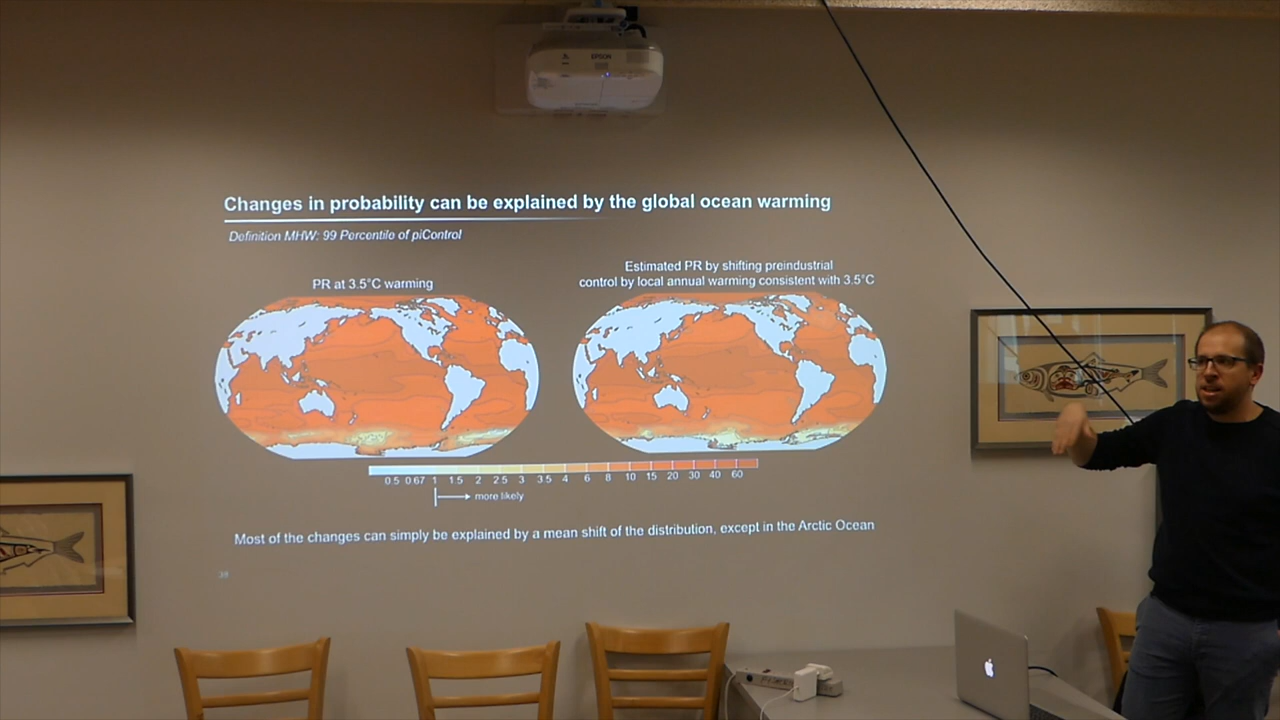 EPSON
Changes in probability can be explained by the global ocean warming
Definition MHW: 99 Percentile of piControl
PR at 3.5°C warming
Estimated PR by shifting preindustrial
control by local annual warming consistent with 3.5°C
0.5 0.67 1 1.5 2 2.5 3 3.5 4 6 8 10 15 20 30 40 60
more likely
Most of the changes can simply be explained by a mean shift of the distribution, except in the Arctic Ocean
39